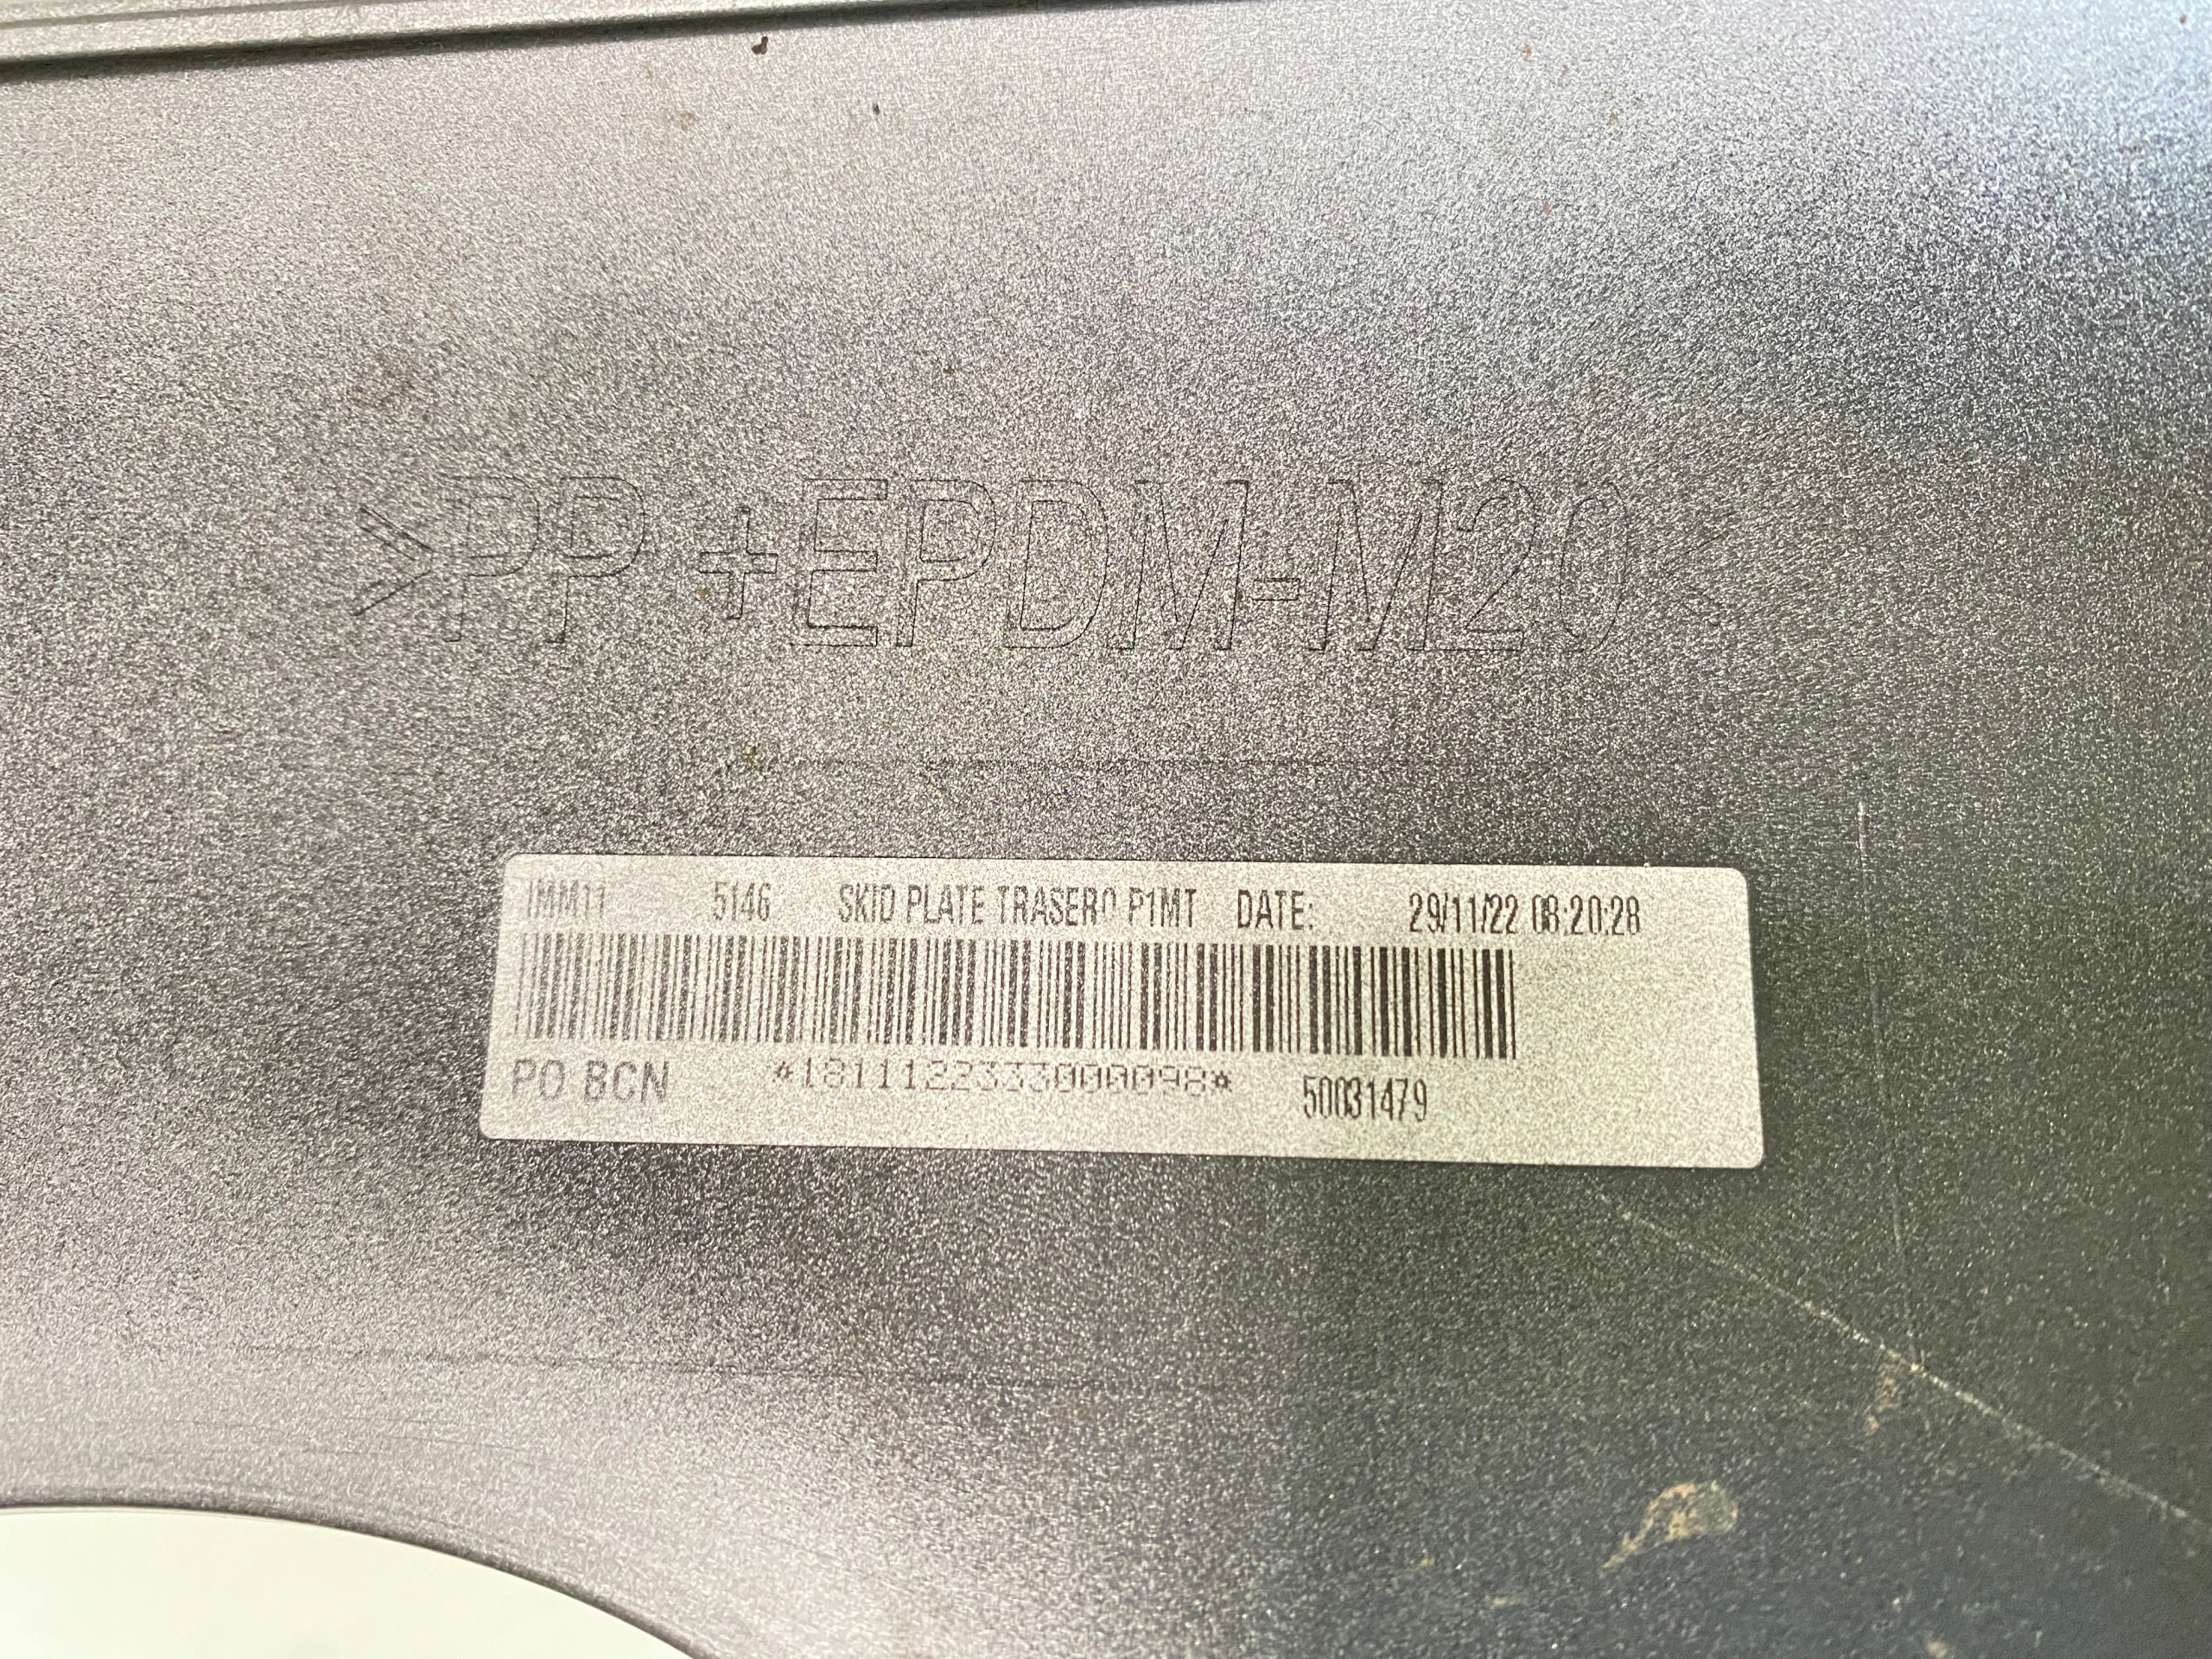 >PP+EPDM-M20<
IMM11 5146 SKID PLATE TRASERO P1MT DATE: 29/11/22 08:20:28
PO BCN *1811122333000098* 50031479